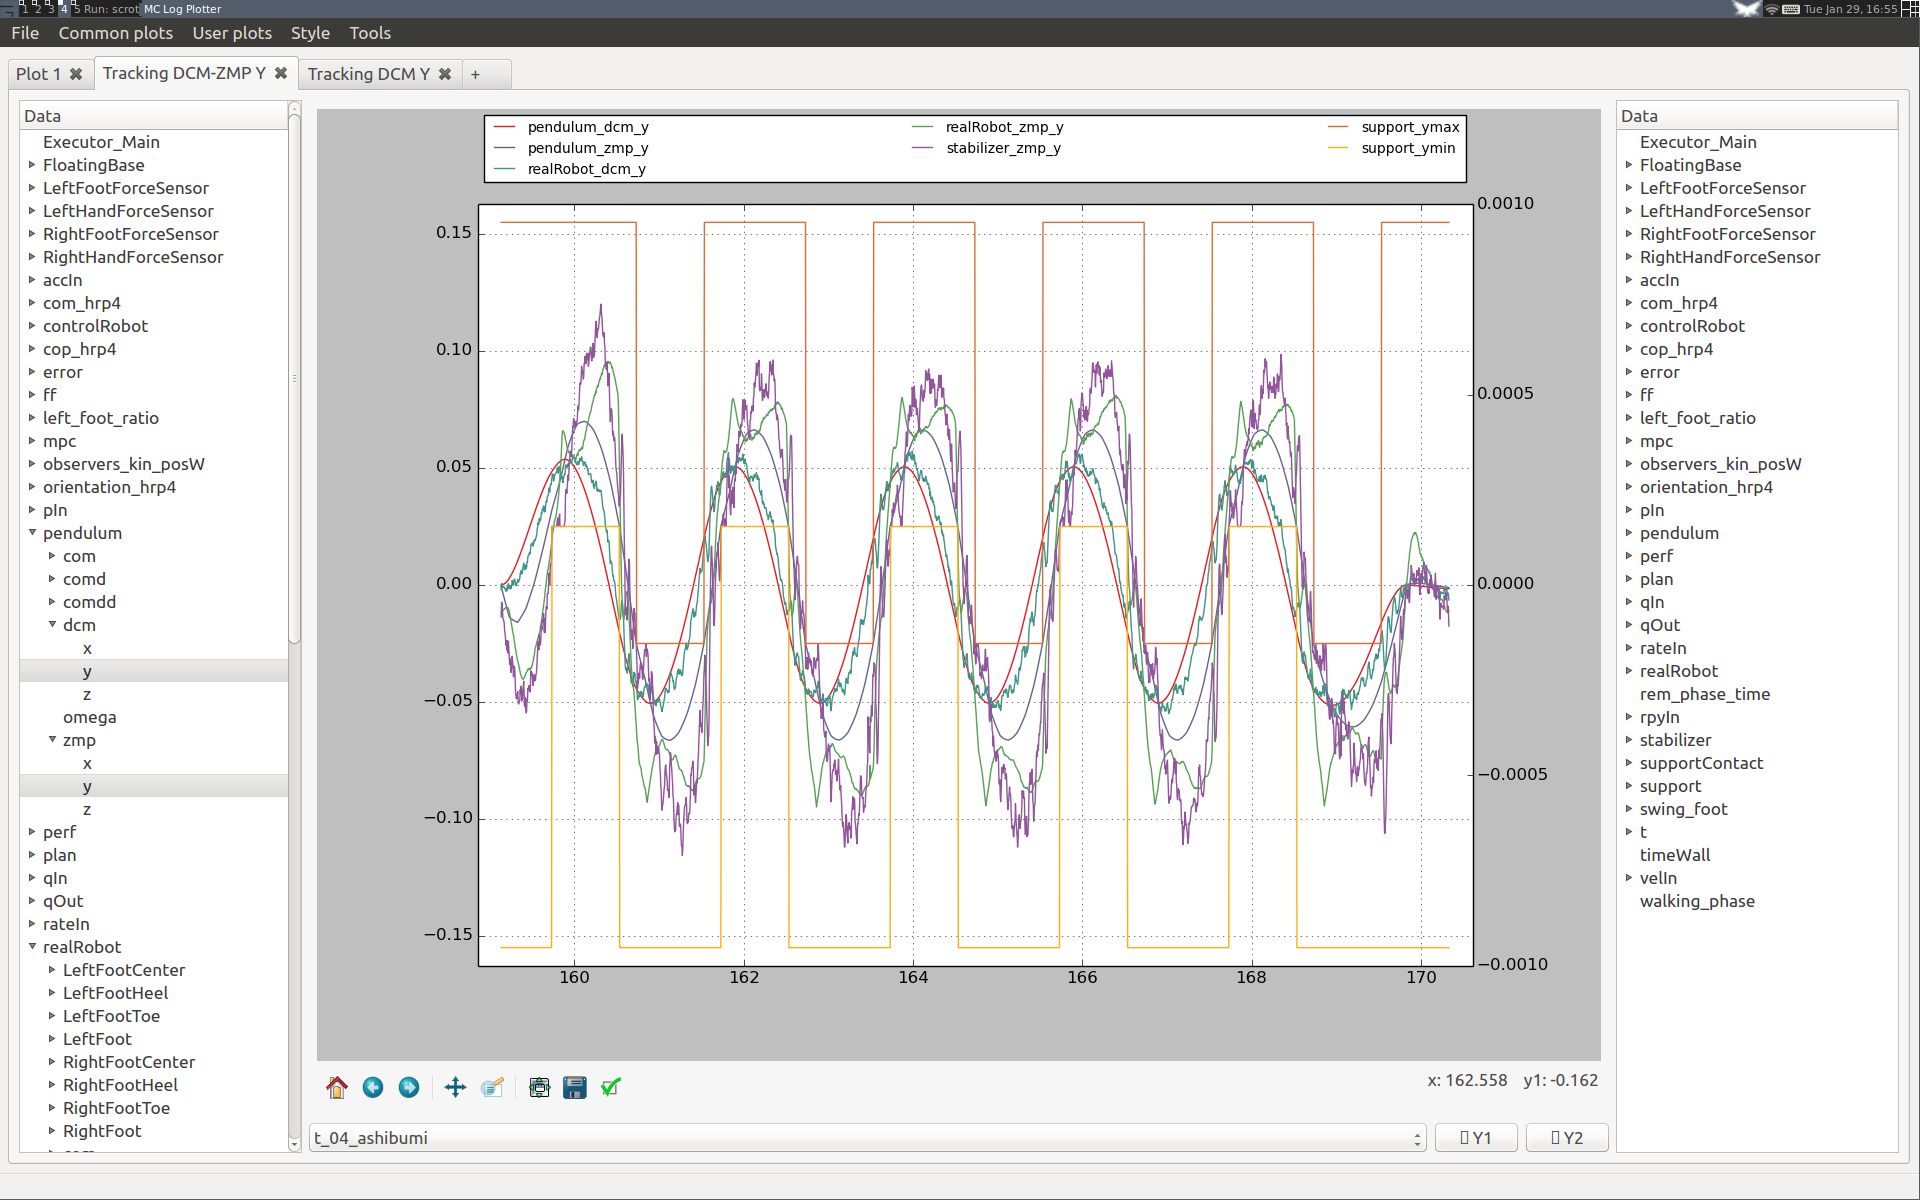 1 2 3 4 5 Run: scrot MC Log Plotter
Tue Jan 29, 16:55
File Common plots User plots Style Tools
Plot 1 Tracking DCM-ZMP Y Tracking DCM Y +
Data
Executor_Main
FloatingBase
LeftFootForceSensor
LeftHandForceSensor
RightFootForceSensor
RightHandForceSensor
accIn
com_hrp4
controlRobot
cop_hrp4
error
ff
left_foot_ratio
mpc
observers_kin_posW
orientation_hrp4
pIn
pendulum
com
comd
comdd
dcm
x
y
z
omega
zmp
x
y
z
perf
plan
qIn
qOut
rateIn
realRobot
LeftFootCenter
LeftFootHeel
LeftFootToe
LeftFoot
RightFootCenter
RightFootHeel
RightFootToe
RightFoot
pendulum_dcm_y
pendulum_zmp_y
realRobot_dcm_y
realRobot_zmp_y
stabilizer_zmp_y
support_ymax
support_ymin
0.15
0.10
0.05
0.00
−0.05
−0.10
−0.15
0.0010
0.0005
0.0000
−0.0005
−0.0010
160 162 164 166 168 170
x: 162.558 y1: -0.162
t_04_ashibumi
Y1
Y2
Data
Executor_Main
FloatingBase
LeftFootForceSensor
LeftHandForceSensor
RightFootForceSensor
RightHandForceSensor
accIn
com_hrp4
controlRobot
cop_hrp4
error
ff
left_foot_ratio
mpc
observers_kin_posW
orientation_hrp4
pIn
pendulum
perf
plan
qIn
qOut
rateIn
realRobot
rem_phase_time
rpyIn
stabilizer
supportContact
support
swing_foot
t
timeWall
velIn
walking_phase